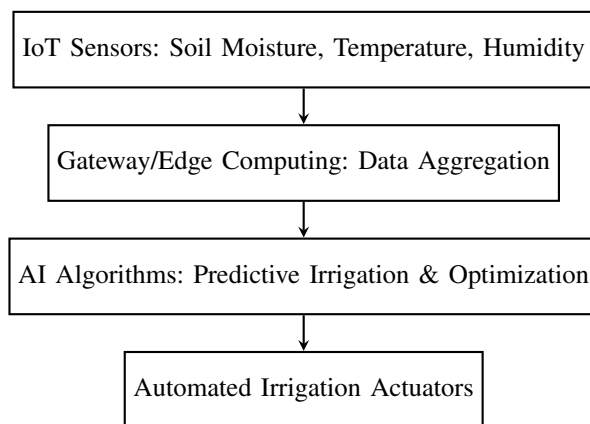 IoT Sensors: Soil Moisture, Temperature, Humidity
Gateway/Edge Computing: Data Aggregation
AI Algorithms: Predictive Irrigation & Optimization
Automated Irrigation Actuators